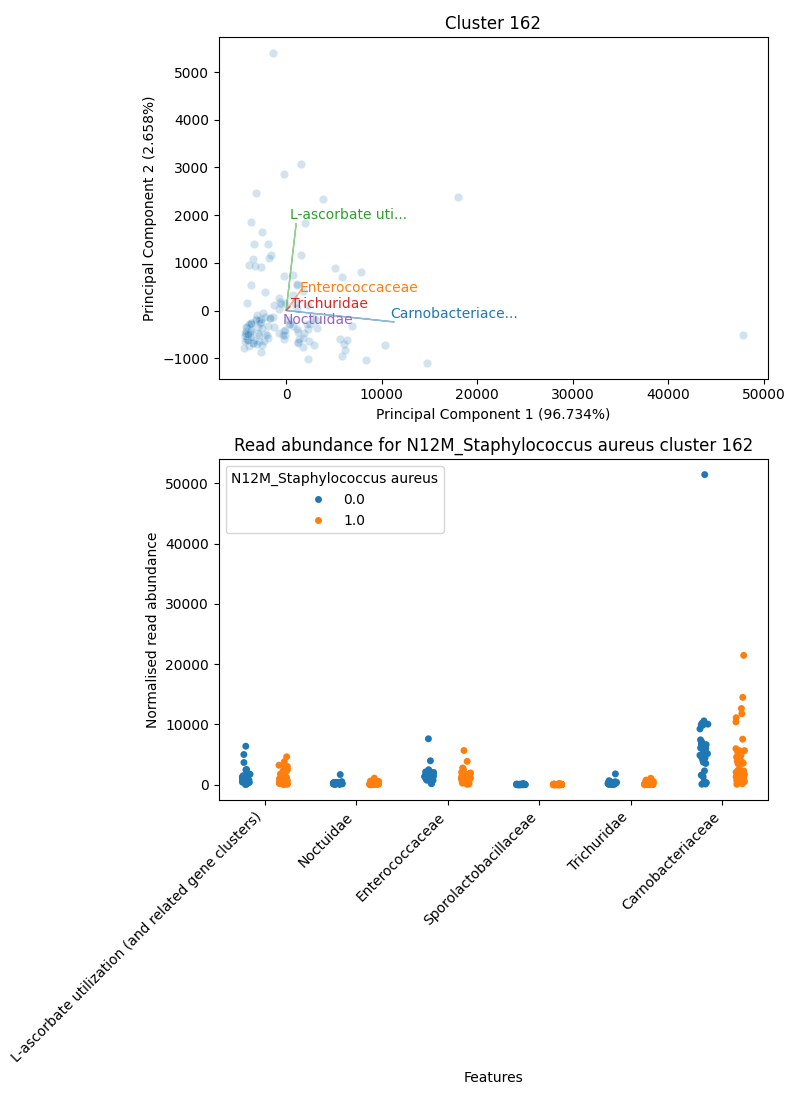 Cluster 162
5000
4000
3000
2000
1000
0
−1000
Principal Component 2 (2.658%)
L-ascorbate uti...
Enterococcaceae
Trichuridae
Carnobacteriace...
Noctuidae
0 10000 20000 30000 40000 50000
Principal Component 1 (96.734%)
Read abundance for N12M_Staphylococcus aureus cluster 162
N12M_Staphylococcus aureus
0.0
1.0
50000
40000
30000
20000
10000
0
Normalised read abundance
L-ascorbate utilization (and related gene clusters)
Noctuidae
Enterococcaceae
Sporolactobacillaceae
Trichuridae
Carnobacteriaceae
Features